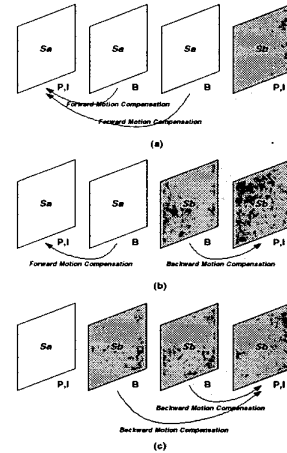 Sa Sa Sa Sb
P,I B B P,I
Forward Motion Compensation
Forward Motion Compensation
(a)
Sa Sa Sb Sb
P,I B B P,I
Forward Motion Compensation Backward Motion Compensation
(b)
Sa Sb Sb Sb
P,I B B P,I
Backward Motion Compensation
Backward Motion Compensation
(c)